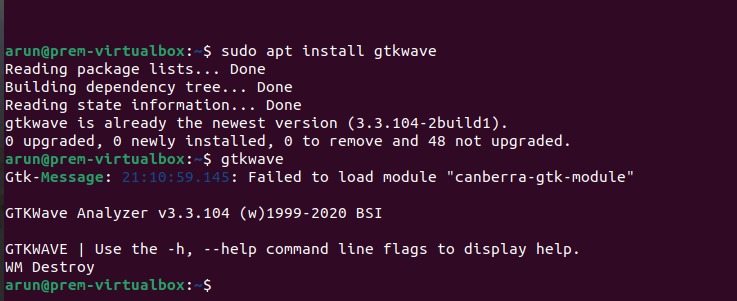 arun@prem-virtualbox:~$ sudo apt install gtkwave
Reading package lists... Done
Building dependency tree... Done
Reading state information... Done
gtkwave is already the newest version (3.3.104-2build1).
0 upgraded, 0 newly installed, 0 to remove and 48 not upgraded.
arun@prem-virtualbox:~$ gtkwave
Gtk-Message: 21:10:59.145: Failed to load module "canberra-gtk-module"
GTKWave Analyzer v3.3.104 (w)1999-2020 BSI
GTKWAVE | Use the -h, --help command line flags to display help.
WM Destroy
arun@prem-virtualbox:~$